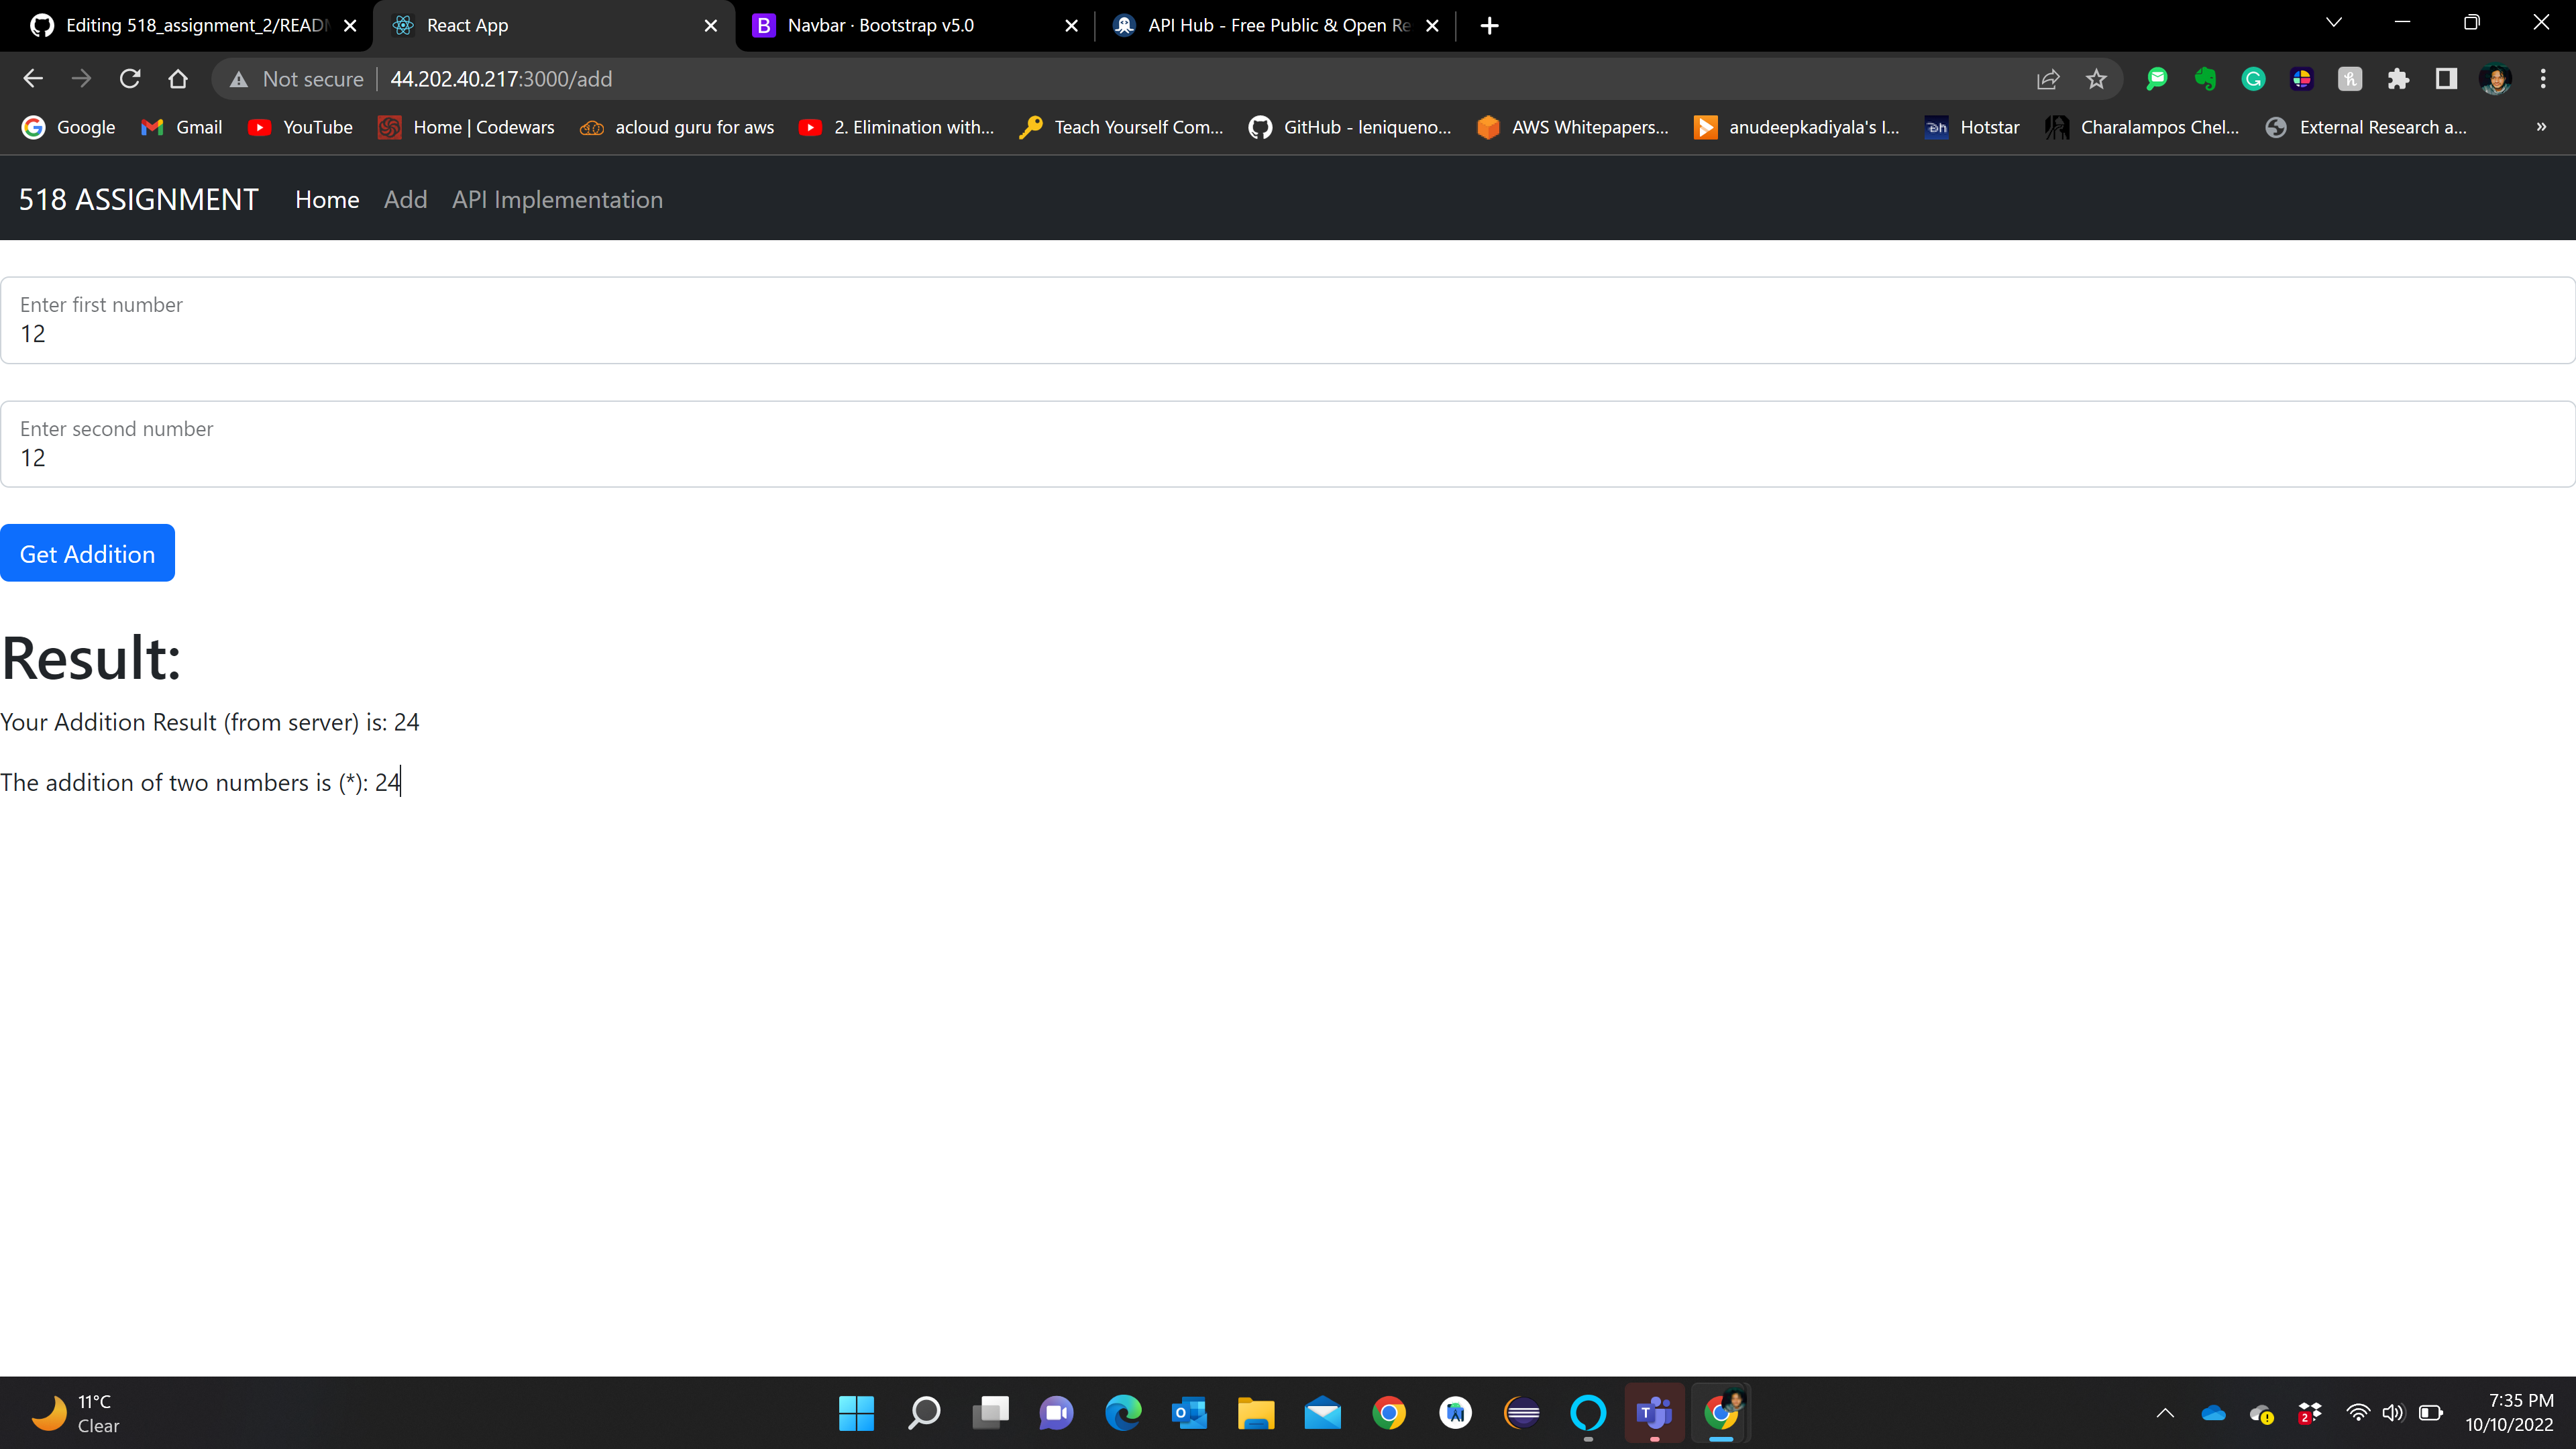 Editing 518_assignment_2/READ
React App
Navbar · Bootstrap v5.0
API Hub - Free Public & Open Re
Not secure
44.202.40.217:3000/add
Google
Gmail
YouTube
Home | Codewars
acloud guru for aws
2. Elimination with...
Teach Yourself Com...
GitHub - leniqueno...
AWS Whitepapers...
anudeepkadiyala's l...
Hotstar
Charalampos Chel...
External Research a...
»
518 ASSIGNMENT
Home
Add
API Implementation
Enter first number
12
Enter second number
12
Get Addition
Result:
Your Addition Result (from server) is: 24
The addition of two numbers is (*): 24
11°C
Clear
2
7:35 PM
10/10/2022